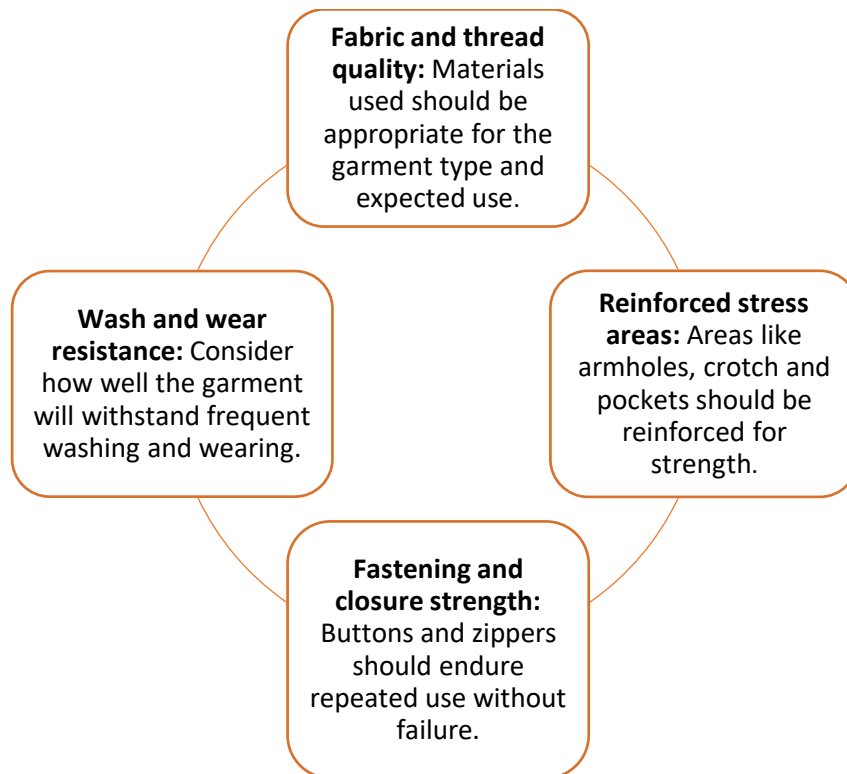 Fabric and thread
quality: Materials
used should be
appropriate for the
garment type and
expected use.
Reinforced stress
areas: Areas like
armholes, crotch and
pockets should be
reinforced for
strength.
Fastening and
closure strength:
Buttons and zippers
should endure
repeated use without
failure.
Wash and wear
resistance: Consider
how well the garment
will withstand frequent
washing and wearing.